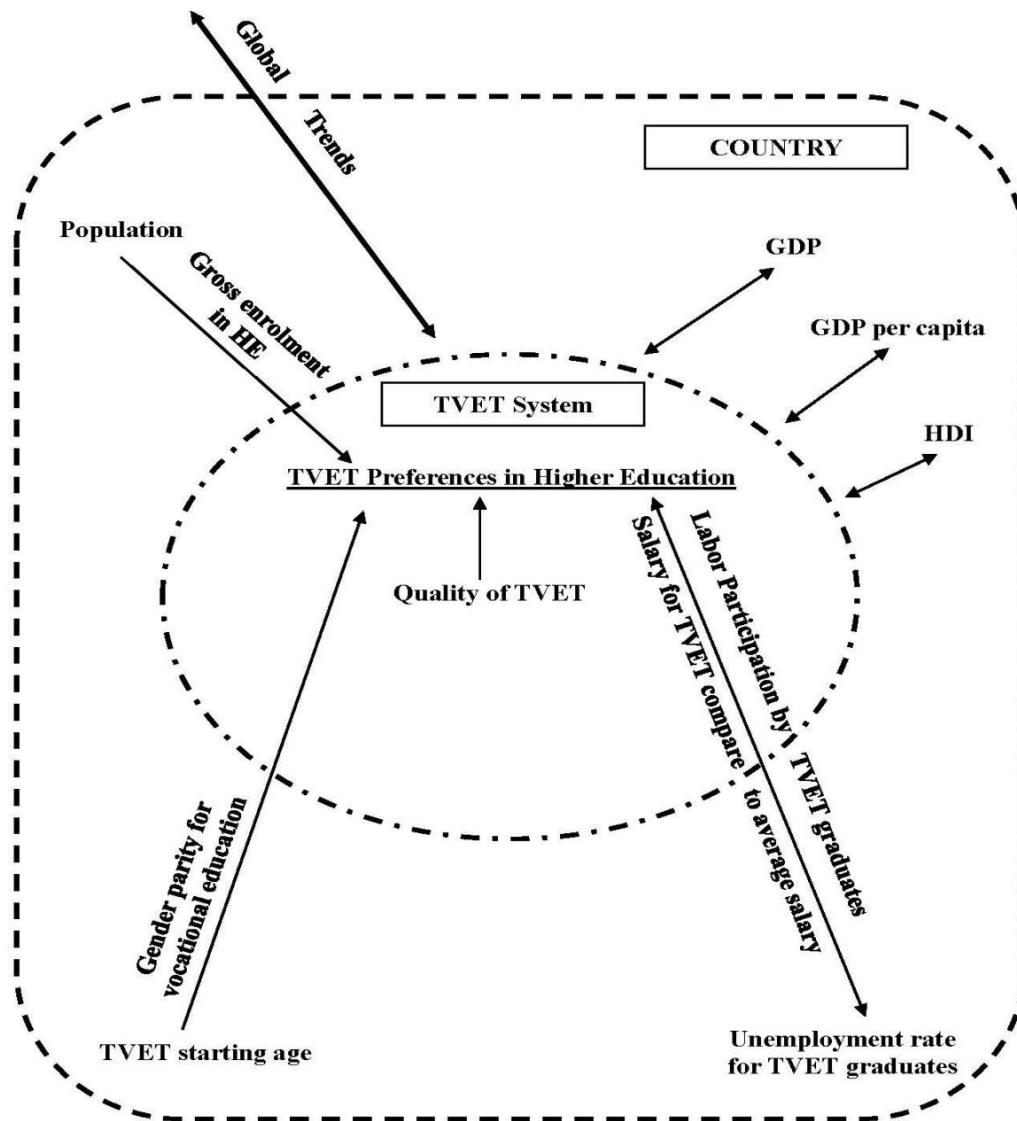 Global Trends
COUNTRY
Population
GDP
Gross enrolment
in HE
GDP per capita
TVET System
HDI
TVET Preferences in Higher Education
Quality of TVET
Labor Participation by TVET graduates
Salary for TVET compare to average salary
Gender parity for
vocational education
TVET starting age
Unemployment rate
for TVET graduates